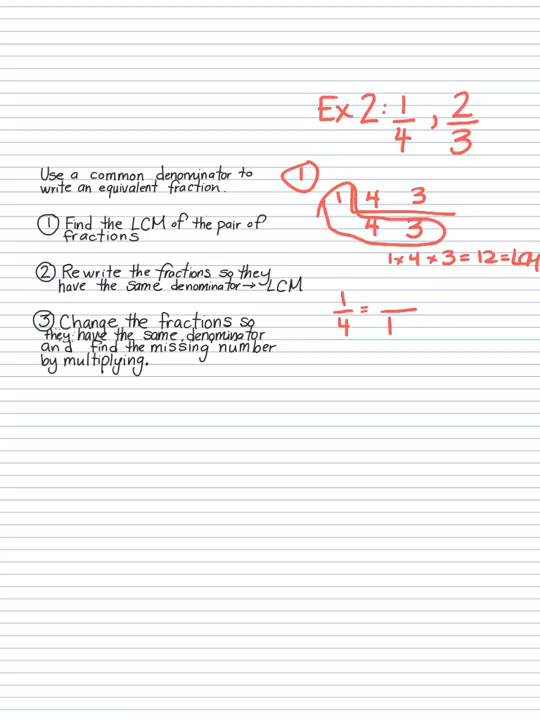 Ex 2: 1/4, 2/3
Use a common denominator to
write an equivalent fraction.
① Find the LCM of the pair of
fractions
② Rewrite the fractions so they
have the same denominator → LCM
③ Change the fractions so
they have the same denominator
and find the missing number
by multiplying.
①
1 4 3
4 3
1 × 4 × 3 = 12 = LCM
1/4 = /1